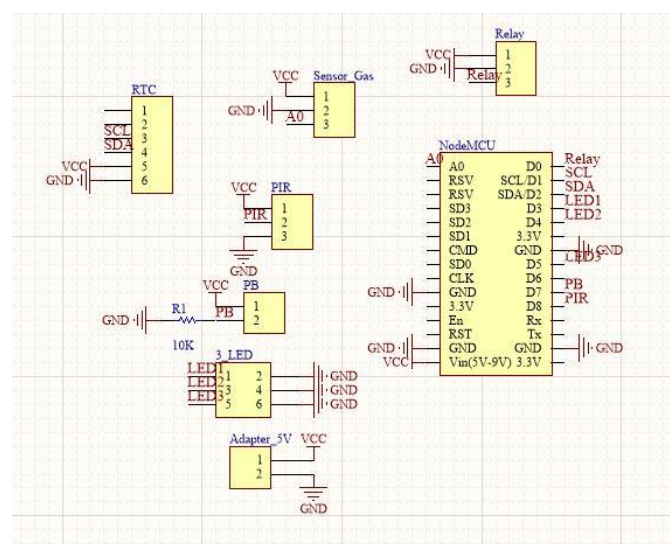 Relay
VCC 1
GND 2
Relay 3
RTC
1
2
SCL 3
SDA 4
VCC 5
GND 6
VCC Sensor_Gas
1
GND 2
A0 3
NodeMCU
A0 A0 D0 Relay
RSV SCL/D1 SCL
RSV SDA/D2 SDA
SD3 D3 LED1
SD2 D4 LED2
SD1 3.3V
CMD GND GND
SD0 D5 LED3
CLK D6
GND GND D7 PB
3.3V D8 PIR
En Rx
RST Tx
GND GND GND GND
VCC Vin(5V-9V) 3.3V
VCC PIR
1
PIR 2
3
GND
VCC PB
1
GND R1 PB 2
10K
3_LED
LED1 1 2 GND
LED2 3 4 GND
LED3 5 6 GND
Adapter_5V VCC
1
2
GND